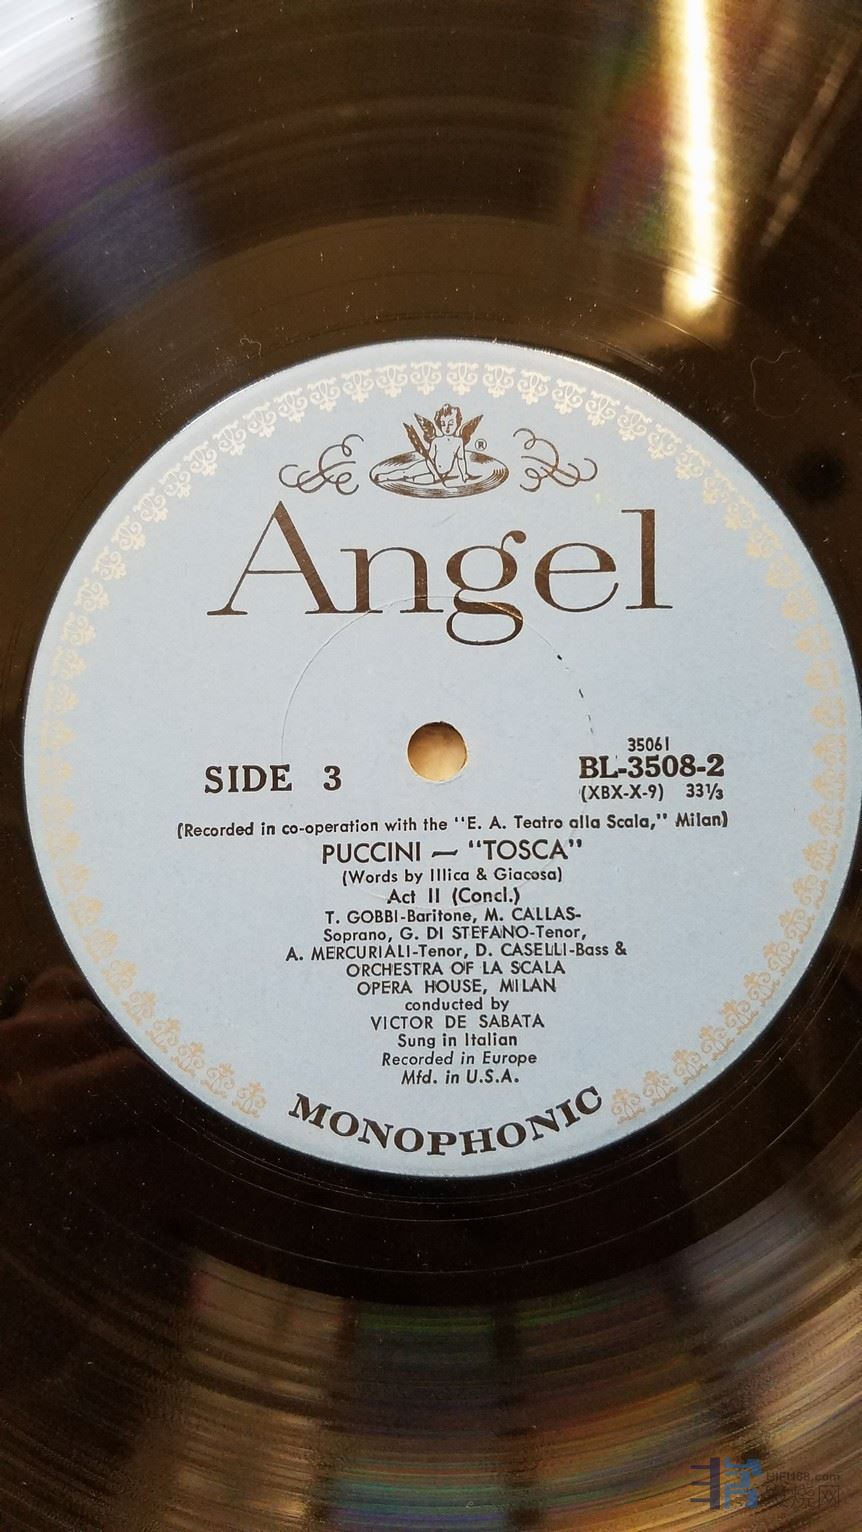 ®
Angel
SIDE 3
35061
BL-3508-2
(XBX-X-9) 33⅓
(Recorded in co-operation with the "E. A. Teatro alla Scala," Milan)
PUCCINI — "TOSCA"
(Words by Illica & Giacosa)
Act II (Concl.)
T. GOBBI-Baritone, M. CALLAS-
Soprano, G. DI STEFANO-Tenor,
A. MERCURIALI-Tenor, D. CASELLI-Bass &
ORCHESTRA OF LA SCALA
OPERA HOUSE, MILAN
conducted by
VICTOR DE SABATA
Sung in Italian
Recorded in Europe
Mfd. in U.S.A.
MONOPHONIC
HIFI168.com